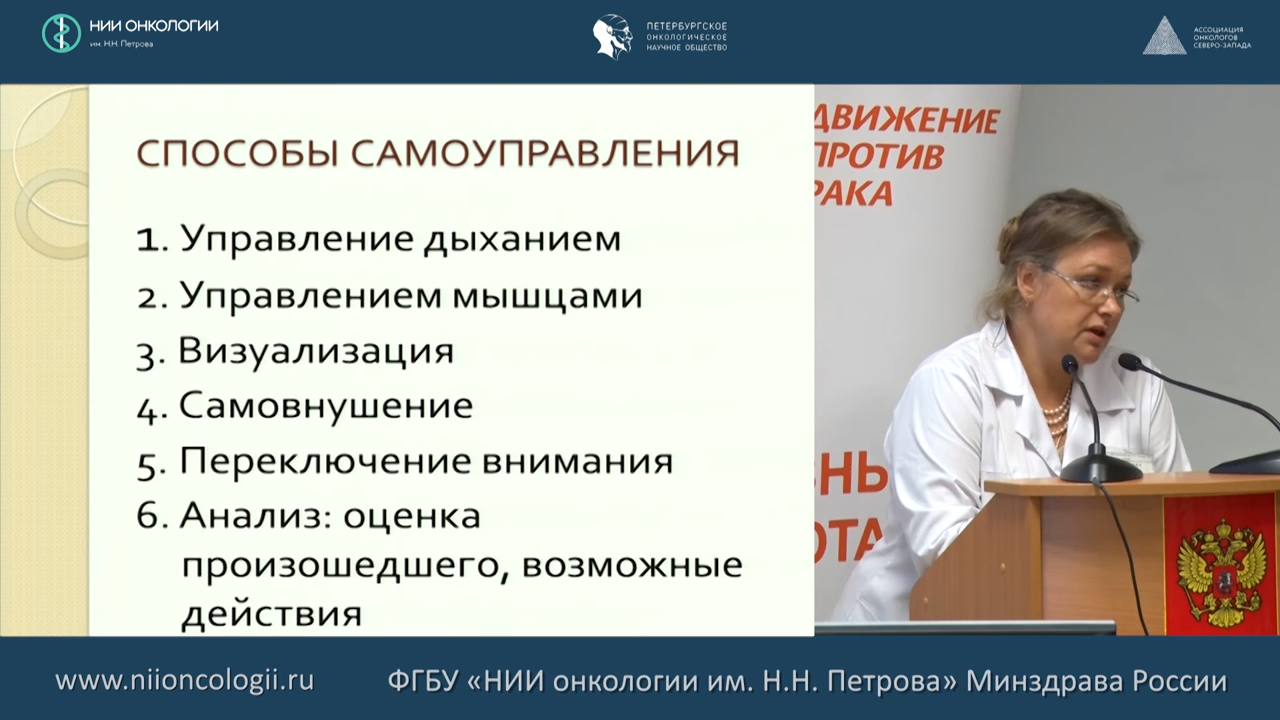 НИИ ОНКОЛОГИИ
им. Н.Н. Петрова
ПЕТЕРБУРГСКОЕ
ОНКОЛОГИЧЕСКОЕ
НАУЧНОЕ ОБЩЕСТВО
АССОЦИАЦИЯ
ОНКОЛОГОВ
СЕВЕРО-ЗАПАДА
СПОСОБЫ САМОУПРАВЛЕНИЯ
1. Управление дыханием
2. Управлением мышцами
3. Визуализация
4. Самовнушение
5. Переключение внимания
6. Анализ: оценка
произошедшего, возможные
действия
ДВИЖЕНИЕ
ПРОТИВ
РАКА
ЗНЬ
ОТА
www.niioncologii.ru
ФГБУ «НИИ онкологии им. Н.Н. Петрова» Минздрава России